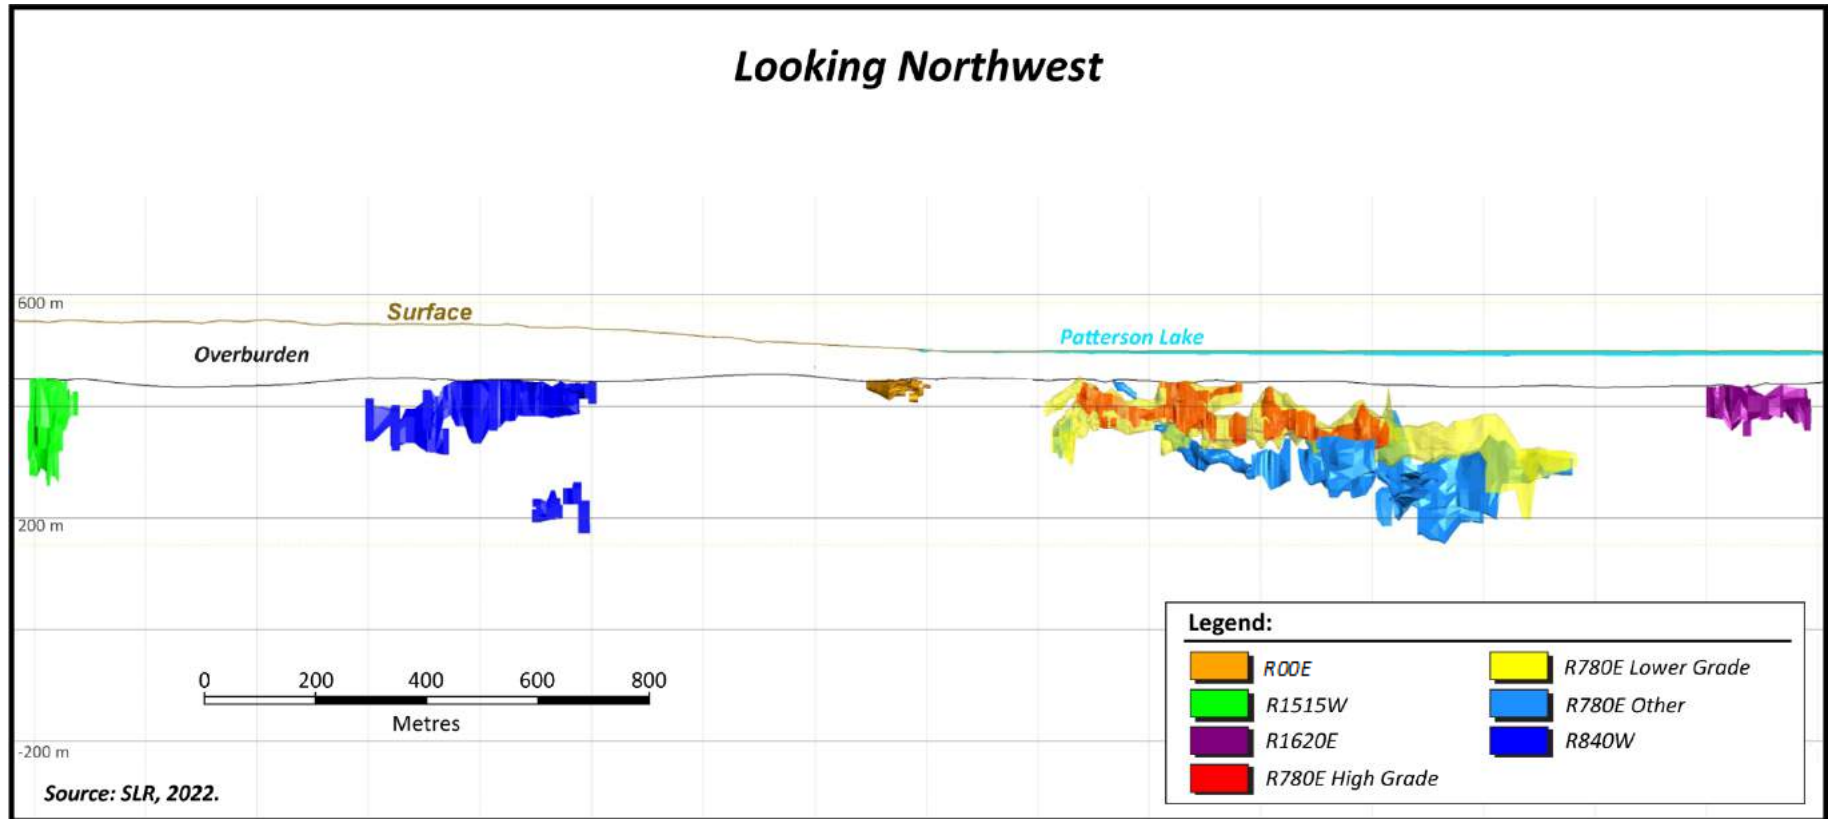 Looking Northwest
600 m
Surface
Patterson Lake
Overburden
200 m
Legend:
R00E
R780E Lower Grade
R1515W
R780E Other
R1620E
R840W
R780E High Grade
0 200 400 600 800
Metres
-200 m
Source: SLR, 2022.